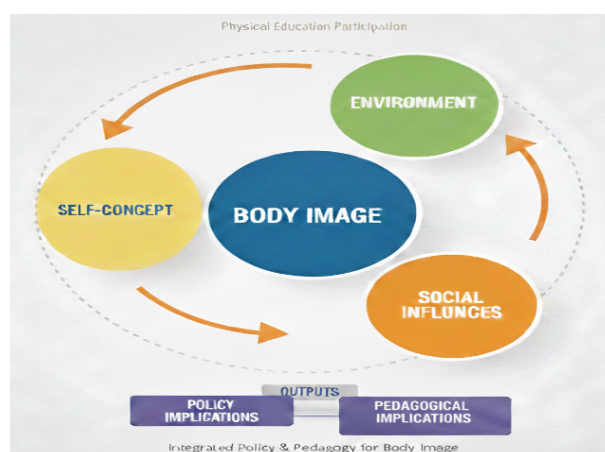 Physical Education Participation
ENVIRONMENT
SELF-CONCEPT
BODY IMAGE
SOCIAL
INFLUNCES
OUTPUTS
POLICY
IMPLICATIONS
PEDAGOGICAL
IMPLICATIONS
Integrated Policy & Pedagogy for Body Image